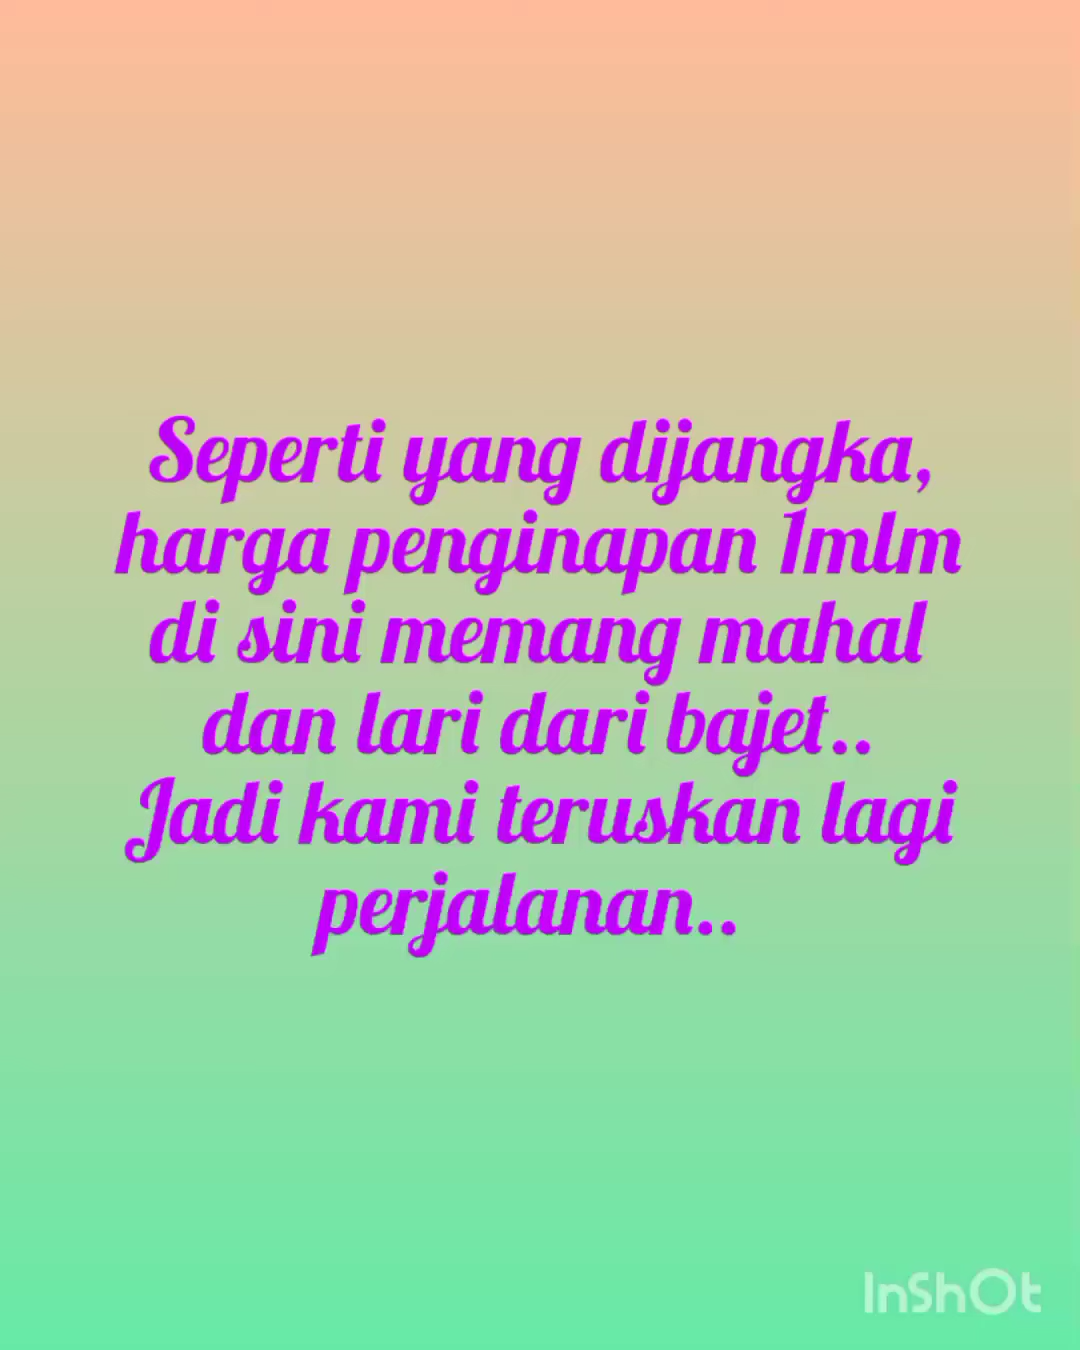 Seperti yang dijangka,
harga penginapan 1mlm
di sini memang mahal
dan lari dari bajet..
Jadi kami teruskan lagi
perjalanan..
InShOt